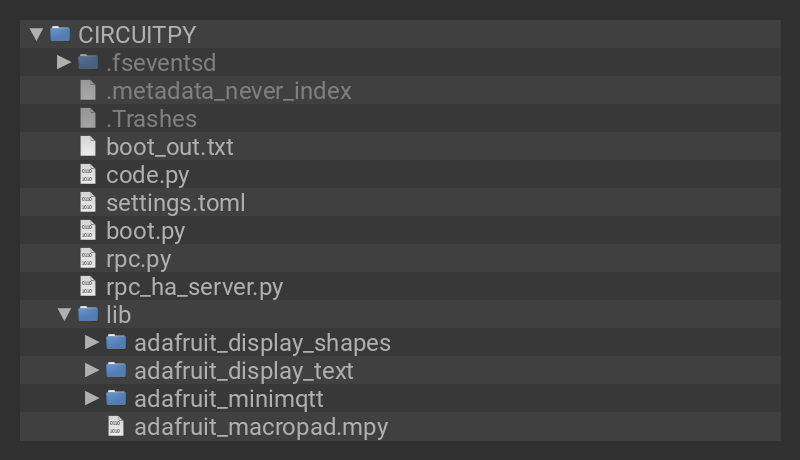 CIRCUITPY
.fseventsd
.metadata_never_index
.Trashes
boot_out.txt
code.py
settings.toml
boot.py
rpc.py
rpc_ha_server.py
lib
adafruit_display_shapes
adafruit_display_text
adafruit_minimqtt
adafruit_macropad.mpy